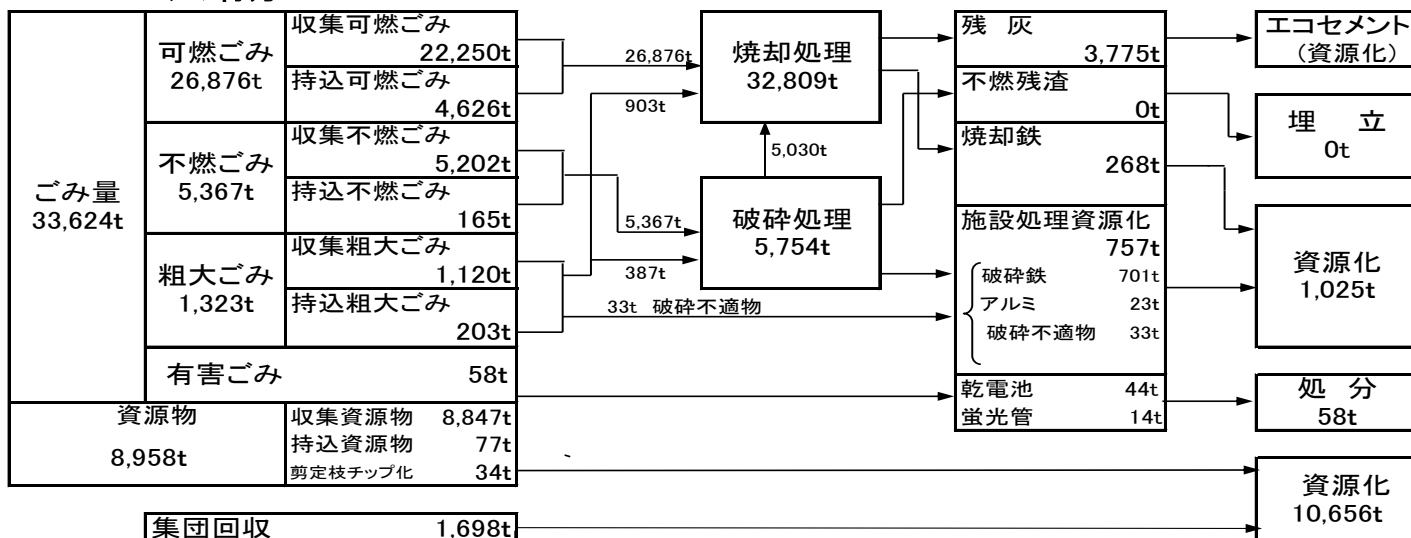 ごみ量
33,624t
可燃ごみ
26,876t
収集可燃ごみ
22,250t
持込可燃ごみ
4,626t
不燃ごみ
5,367t
収集不燃ごみ
5,202t
持込不燃ごみ
165t
粗大ごみ
1,323t
収集粗大ごみ
1,120t
持込粗大ごみ
203t
有害ごみ 58t
資源物
8,958t
収集資源物 8,847t
持込資源物 77t
剪定枝チップ化 34t
集団回収 1,698t
26,876t
903t
5,367t
387t
33t 破砕不適物
焼却処理
32,809t
5,030t
破砕処理
5,754t
残 灰
3,775t
不燃残渣
0t
焼却鉄
268t
施設処理資源化
757t
破砕鉄 701t
アルミ 23t
破砕不適物 33t
乾電池 44t
蛍光管 14t
エコセメント
(資源化)
埋 立
0t
資源化
1,025t
処 分
58t
資源化
10,656t